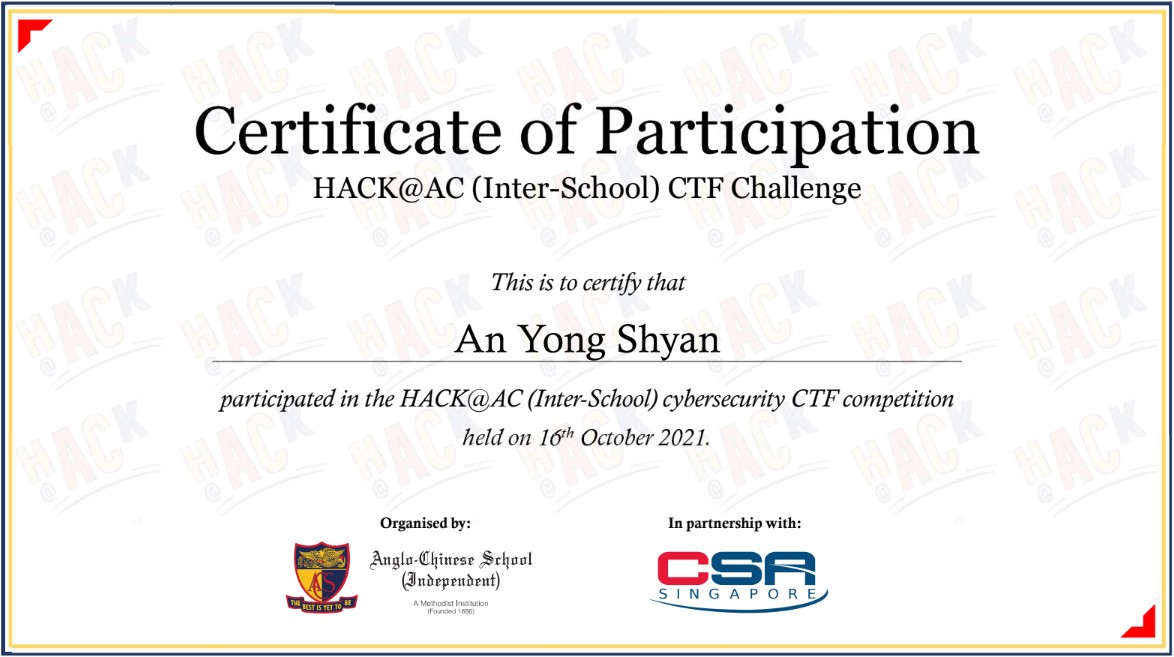 Certificate of Participation
HACK@AC (Inter-School) CTF Challenge
This is to certify that
An Yong Shyan
participated in the HACK@AC (Inter-School) cybersecurity CTF competition
held on 16th October 2021.
Organised by:
In partnership with:
Anglo-Chinese School
(Independent)
A Methodist Institution
(Founded 1886)
ACS
THE BEST IS YET TO BE
CSA
SINGAPORE
HACK
@